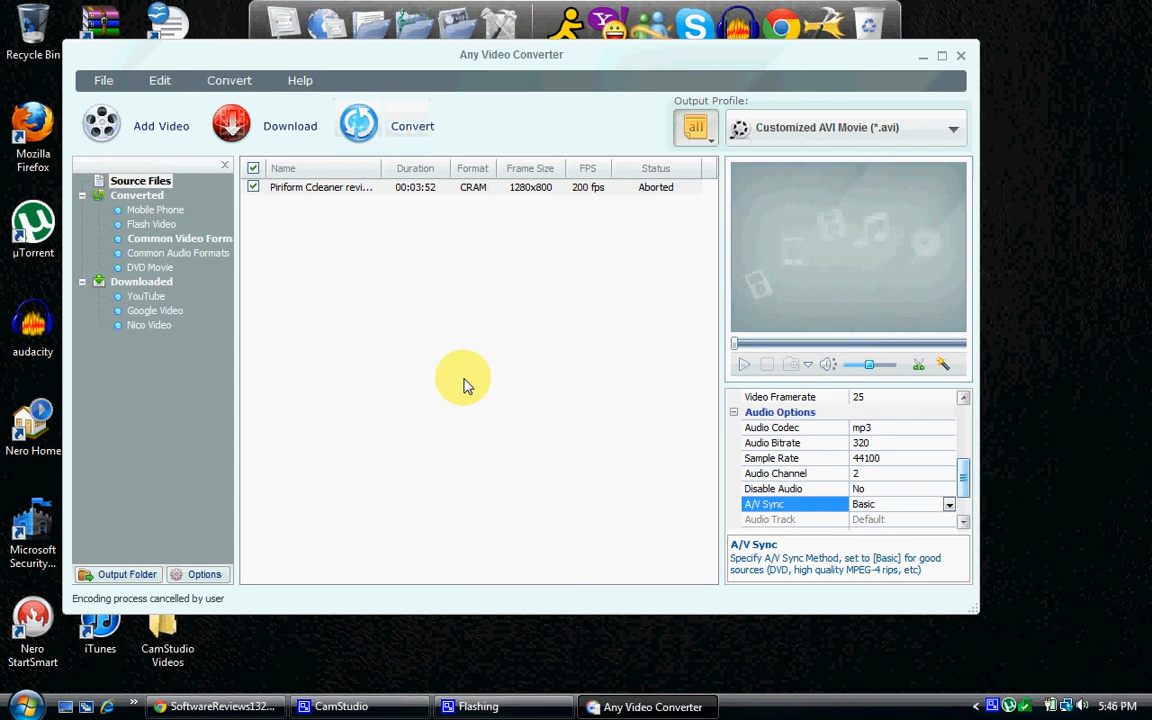 Recycle Bin
Any Video Converter
File Edit Convert Help
Output Profile:
Add Video Download Convert
all
Customized AVI Movie (*.avi)
Mozilla
Firefox
Name Duration Format Frame Size FPS Status
Source Files
Piriform Ccleaner revi... 00:03:52 CRAM 1280x800 200 fps Aborted
Converted
Mobile Phone
Flash Video
Common Video Form
Common Audio Formats
DVD Movie
Downloaded
YouTube
Google Video
Nico Video
µTorrent
audacity
Video Framerate 25
Audio Options
Audio Codec mp3
Audio Bitrate 320
Sample Rate 44100
Audio Channel 2
Disable Audio No
A/V Sync Basic
Audio Track Default
Nero Home
A/V Sync
Specify A/V Sync Method, set to [Basic] for good
sources (DVD, high quality MPEG-4 rips, etc)
Microsoft
Security...
Output Folder Options
Encoding process cancelled by user
Nero
StartSmart
iTunes
CamStudio
Videos
SoftwareReviews132... CamStudio Flashing Any Video Converter 5:46 PM